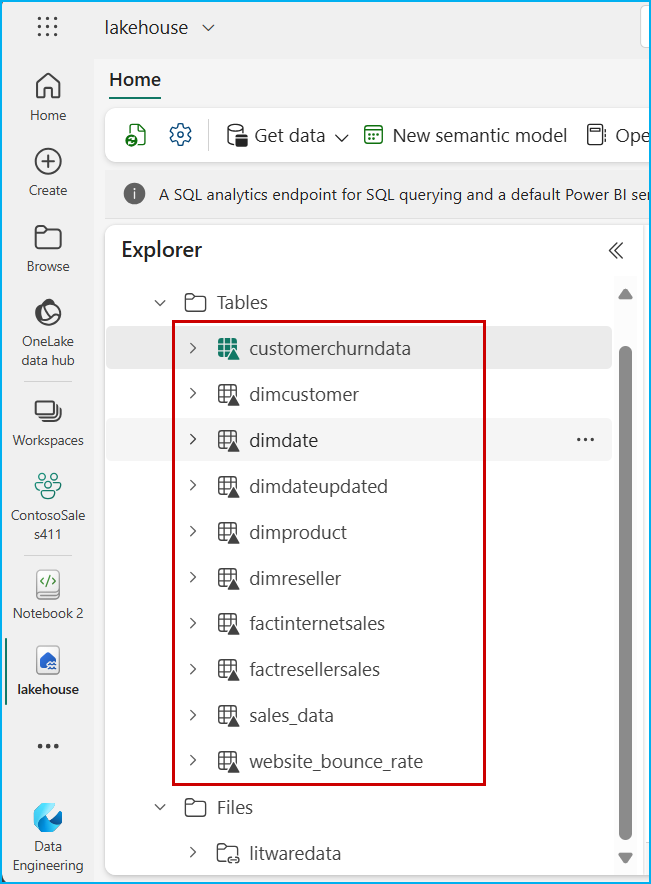 lakehouse
Home
Home
Get data
New semantic model
Ope
Create
A SQL analytics endpoint for SQL querying and a default Power BI se
Browse
Explorer
OneLake
data hub
Tables
customerchurndata
dimcustomer
Workspaces
dimdate
ContosoSale
s411
dimdateupdated
dimproduct
dimreseller
Notebook 2
factinternetsales
lakehouse
factresellersales
sales_data
website_bounce_rate
Files
Data
Engineering
litwaredata